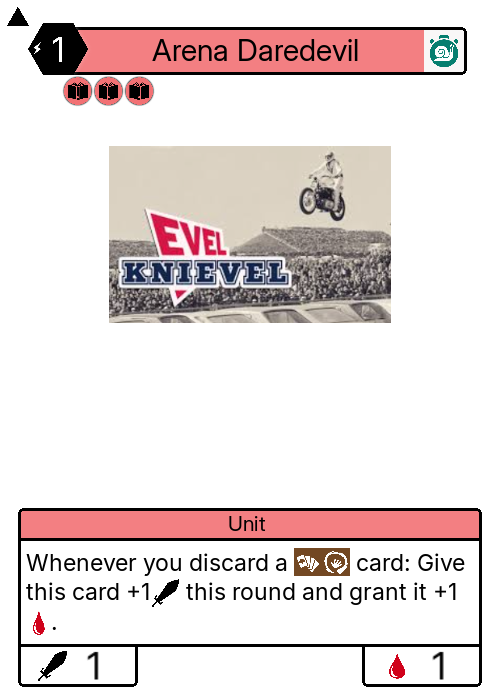 1
Arena Daredevil
EVEL
KNIEVEL
Unit
Whenever you discard a card: Give
this card +1 this round and grant it +1
.
1
1